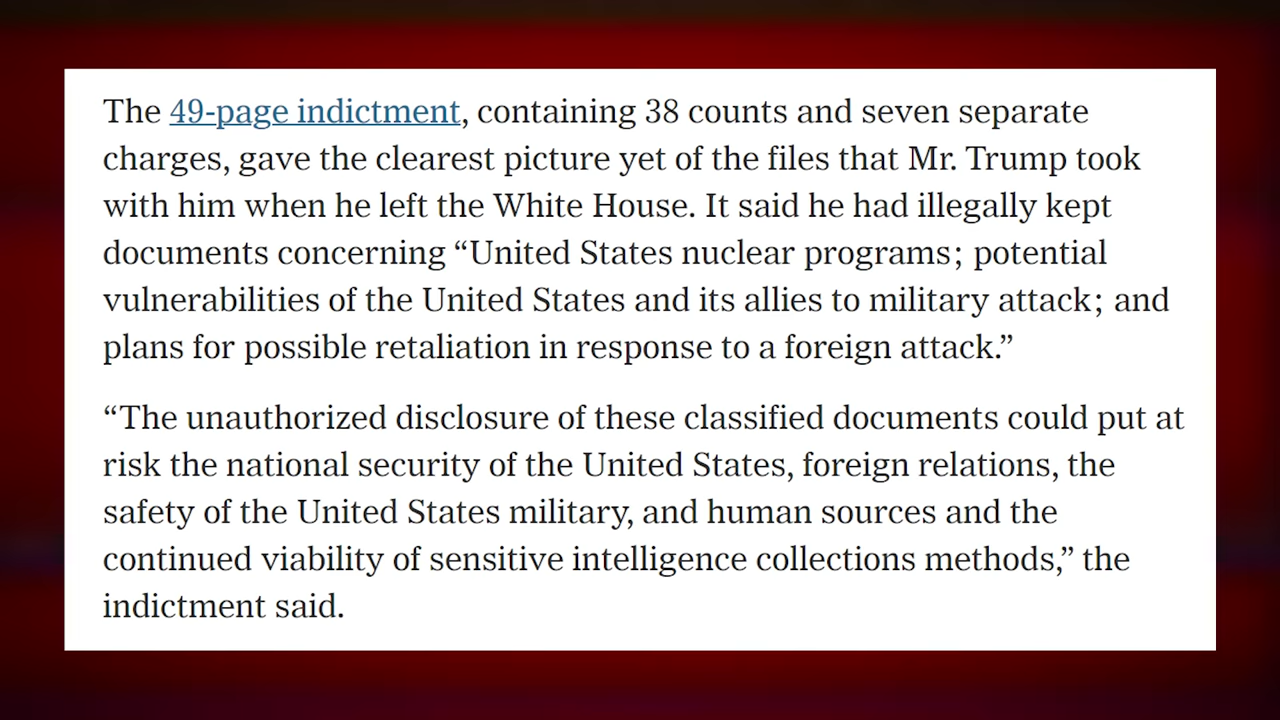 The 49-page indictment, containing 38 counts and seven separate
charges, gave the clearest picture yet of the files that Mr. Trump took
with him when he left the White House. It said he had illegally kept
documents concerning “United States nuclear programs; potential
vulnerabilities of the United States and its allies to military attack; and
plans for possible retaliation in response to a foreign attack.”
“The unauthorized disclosure of these classified documents could put at
risk the national security of the United States, foreign relations, the
safety of the United States military, and human sources and the
continued viability of sensitive intelligence collections methods,” the
indictment said.